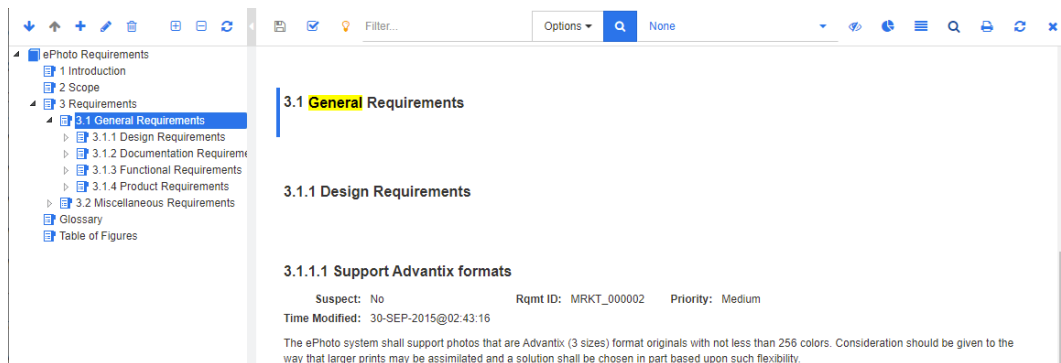 Filter...
Options
None
ePhoto Requirements
1 Introduction
2 Scope
3 Requirements
3.1 General Requirements
3.1.1 Design Requirements
3.1.2 Documentation Requireme
3.1.3 Functional Requirements
3.1.4 Product Requirements
3.2 Miscellaneous Requirements
Glossary
Table of Figures
3.1 General Requirements
3.1.1 Design Requirements
3.1.1.1 Support Advantix formats
Suspect: No Rqmt ID: MRKT_000002 Priority: Medium
Time Modified: 30-SEP-2015@02:43:16
The ePhoto system shall support photos that are Advantix (3 sizes) format originals with not less than 256 colors. Consideration should be given to the
way that larger prints may be assimilated and a solution shall be chosen in part based upon such flexibility.